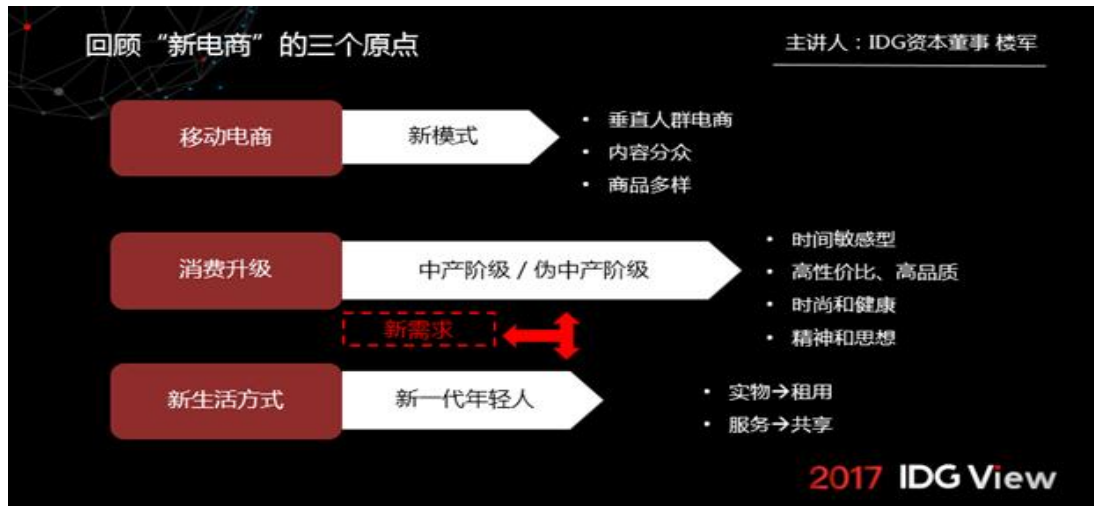 回顾“新电商”的三个原点
主讲人：IDG资本董事 楼军
移动电商
新模式
• 垂直人群电商
• 内容分众
• 商品多样
消费升级
中产阶级 / 伪中产阶级
• 时间敏感型
• 高性价比、高品质
• 时尚和健康
• 精神和思想
新需求
新生活方式
新一代年轻人
• 实物→租用
• 服务→共享
2017 IDG View